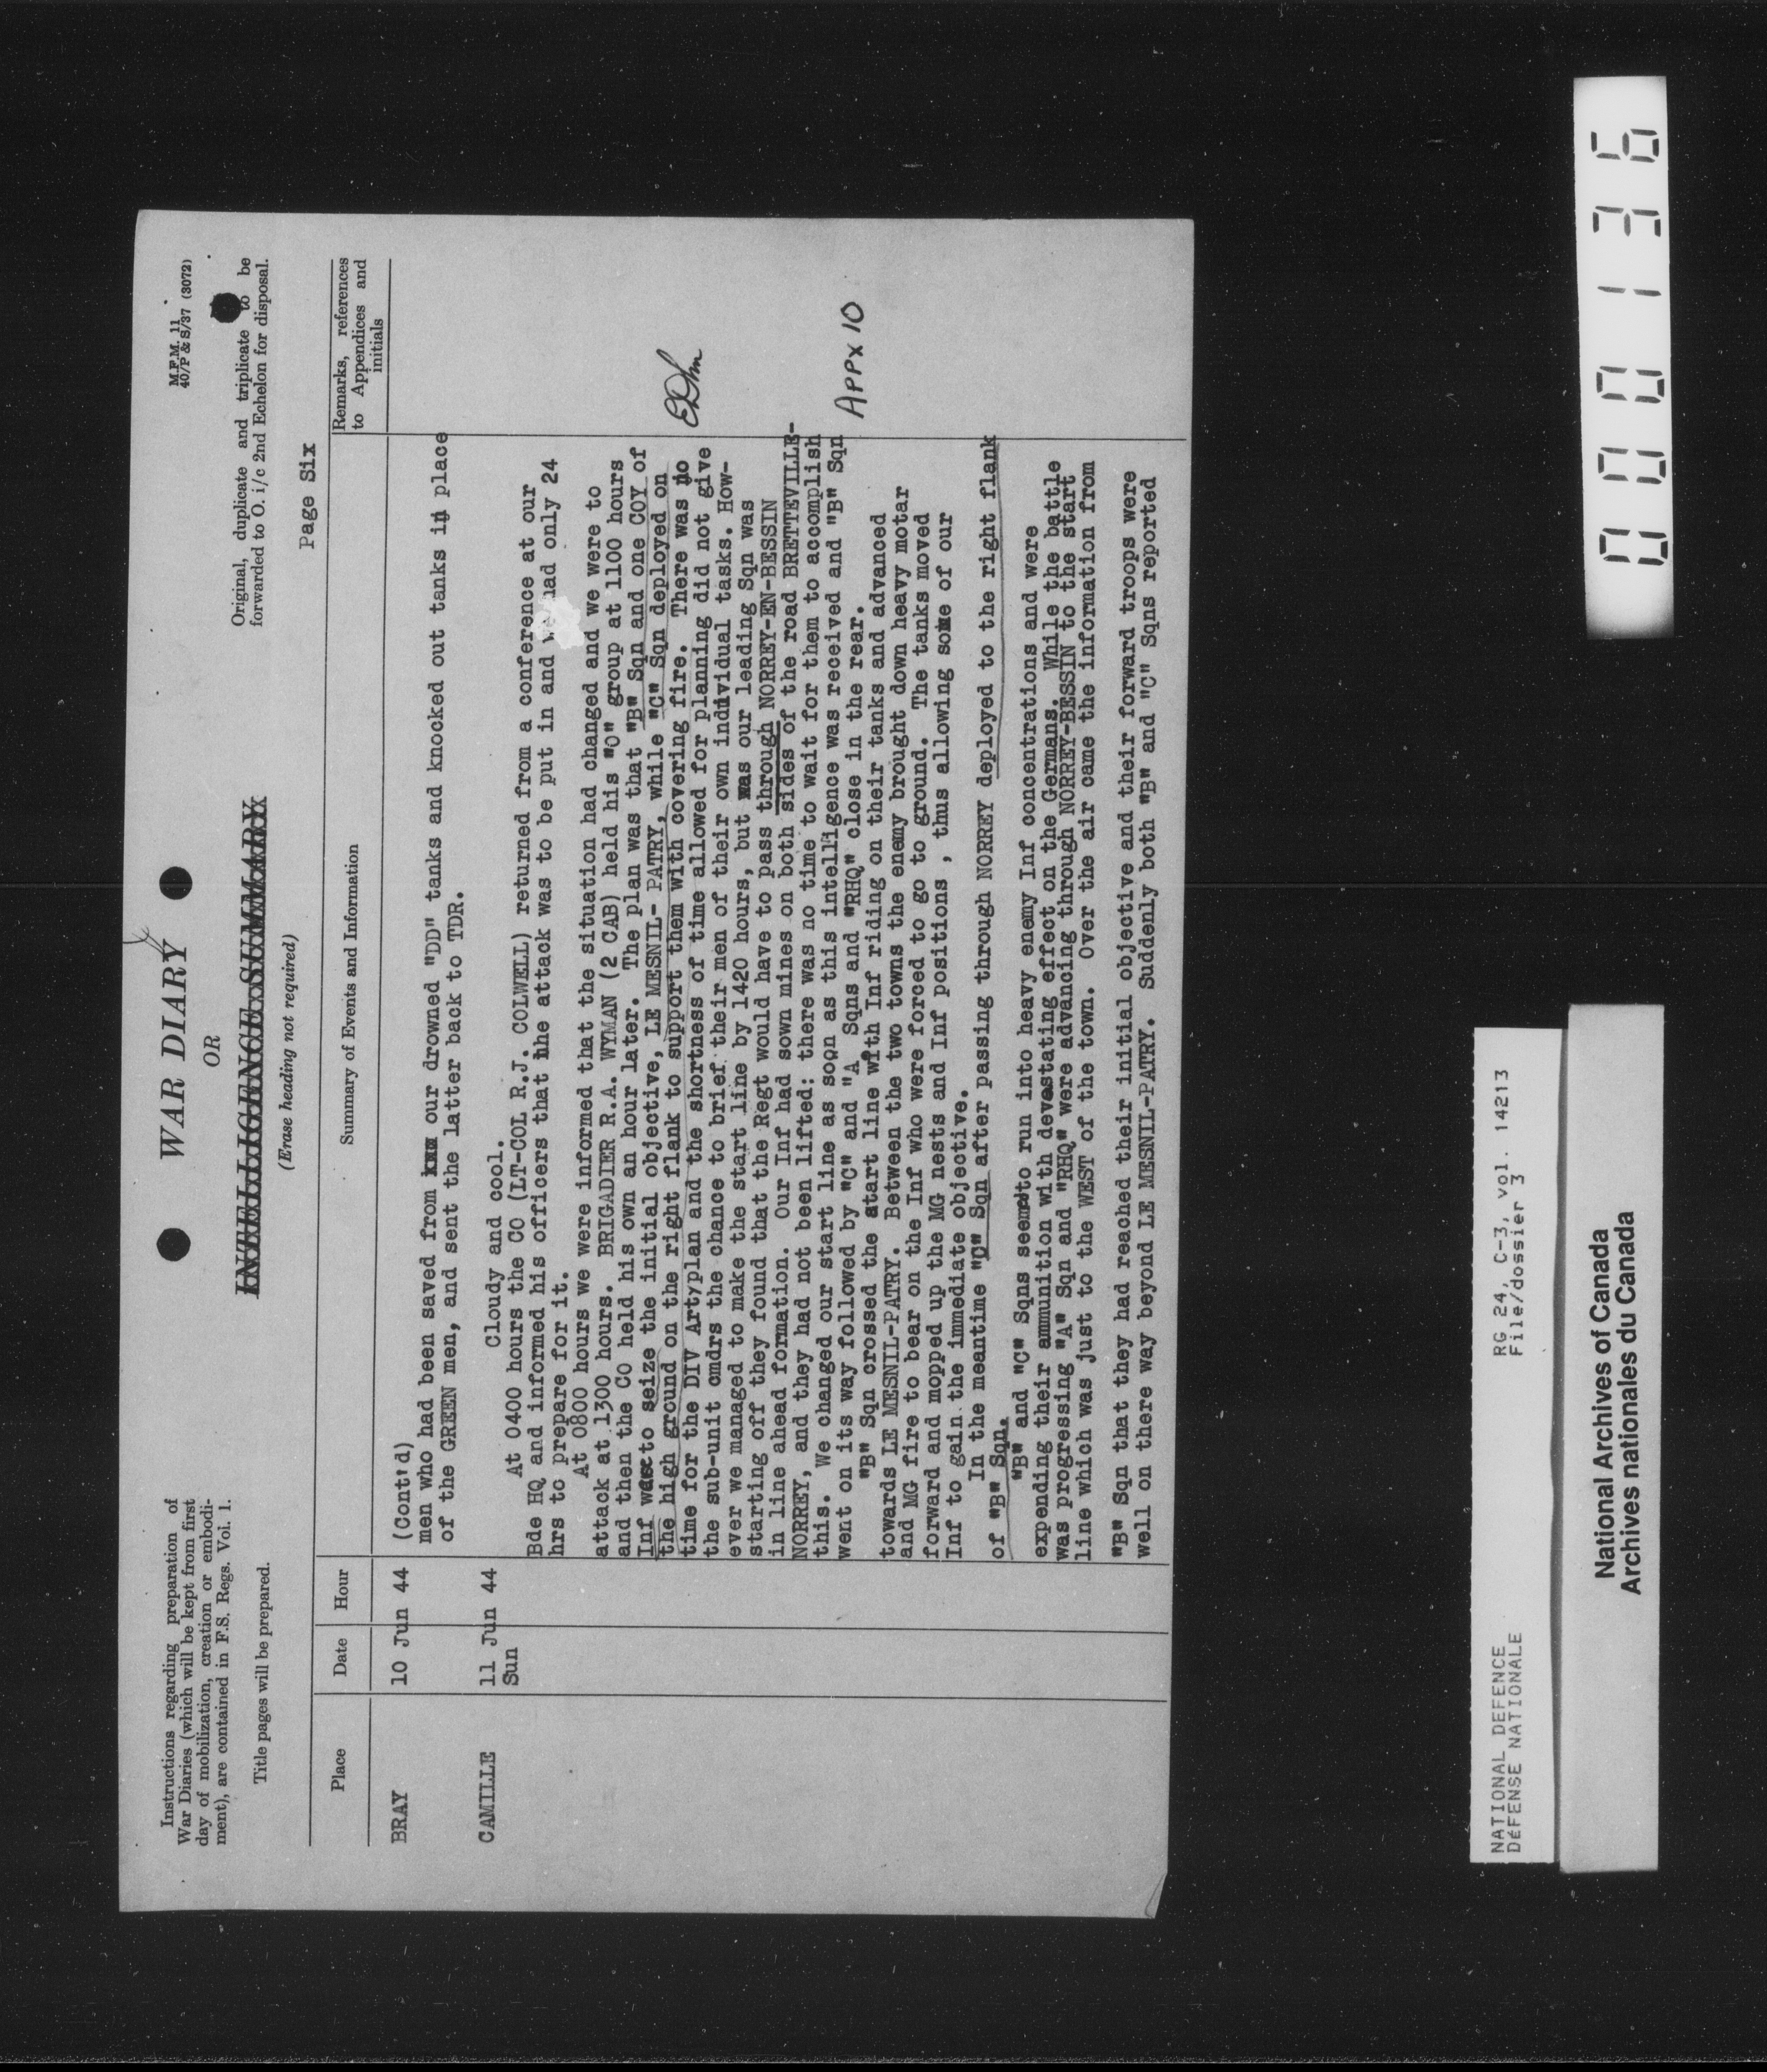 Instructions regarding preparation of
War Diaries (which will be kept from first
day of mobilization, creation or embodi-
ment), are contained in F.S. Regs. Vol. 1.
Title pages will be prepared.
WAR DIARY
OR
INTELLIGENCE SUMMARY
(Erase heading not required)
M.F.M. 11
40/P & S/37 (3072)
Original, duplicate and triplicate to be
forwarded to O. i/c 2nd Echelon for disposal.
Page Six
Place
Date
Hour
Summary of Events and Information
Remarks, references
to Appendices and
initials
BRAY
10 Jun 44
(Cont'd)
men who had been saved from our drowned "DD" tanks and knocked out tanks in place
of the GREEN men, and sent the latter back to TDR.
CAMILLE
11 Jun 44
Sun
Cloudy and cool.
At 0400 hours the CO (LT-COL R.J. COLWELL) returned from a conference at our
Bde HQ and informed his officers that the attack was to be put in and we had only 24
hrs to prepare for it.
At 0800 hours we were informed that the situation had changed and we were to
attack at 1300 hours. BRIGADIER R.A. WYMAN (2 CAB) held his "O" group at 1100 hours
and then the CO held his own an hour later. The plan was that "B" Sqn and one COY of
Inf was to seize the initial objective, LE MESNIL- PATRY, while "C" Sqn deployed on
the high ground on the right flank to support them with covering fire. There was no
time for the DIV Arty plan and the shortness of time allowed for planning did not give
the sub-unit cmdrs the chance to brief their men of their own individual tasks. How-
ever we managed to make the start line by 1420 hours, but was our leading Sqn was
starting off they found that the Regt would have to pass through NORREY-EN-BESSIN
in line ahead formation. Our Inf had sown mines on both sides of the road BRETTEVILLE-
NORREY, and they had not been lifted: there was no time to wait for them to accomplish
this. We changed our start line as soon as this intelligence was received and "B" Sqn
went on its way followed by "C" and "A Sqns and "RHQ" close in the rear.
"B" Sqn crossed the start line with Inf riding on their tanks and advanced
towards LE MESNIL-PATRY. Between the two towns the enemy brought down heavy motar
and MG fire to bear on the Inf who were forced to go to ground. The tanks moved
forward and mopped up the MG nests and Inf positions , thus allowing some of our
Inf to gain the immediate objective.
In the meantime "C" Sqn after passing through NORREY deployed to the right flank
of "B" Sqn.
"B" and "C" Sqns seemed to run into heavy enemy Inf concentrations and were
expending their ammunition with devestating effect on the Germans. While the battle
was progressing "A" Sqn and "RHQ" were advancing through NORREY-BESSIN to the start
line which was just to the WEST of the town. Over the air came the information from
"B" Sqn that they had reached their initial objective and their forward troops were
well on there way beyond LE MESNIL-PATRY. Suddenly both "B" and "C" Sqns reported
APPX 10
NATIONAL DEFENCE
DéFENSE NATIONALE
RG 24, C-3, vol. 14213
File/dossier 3
National Archives of Canada
Archives nationales du Canada
000136